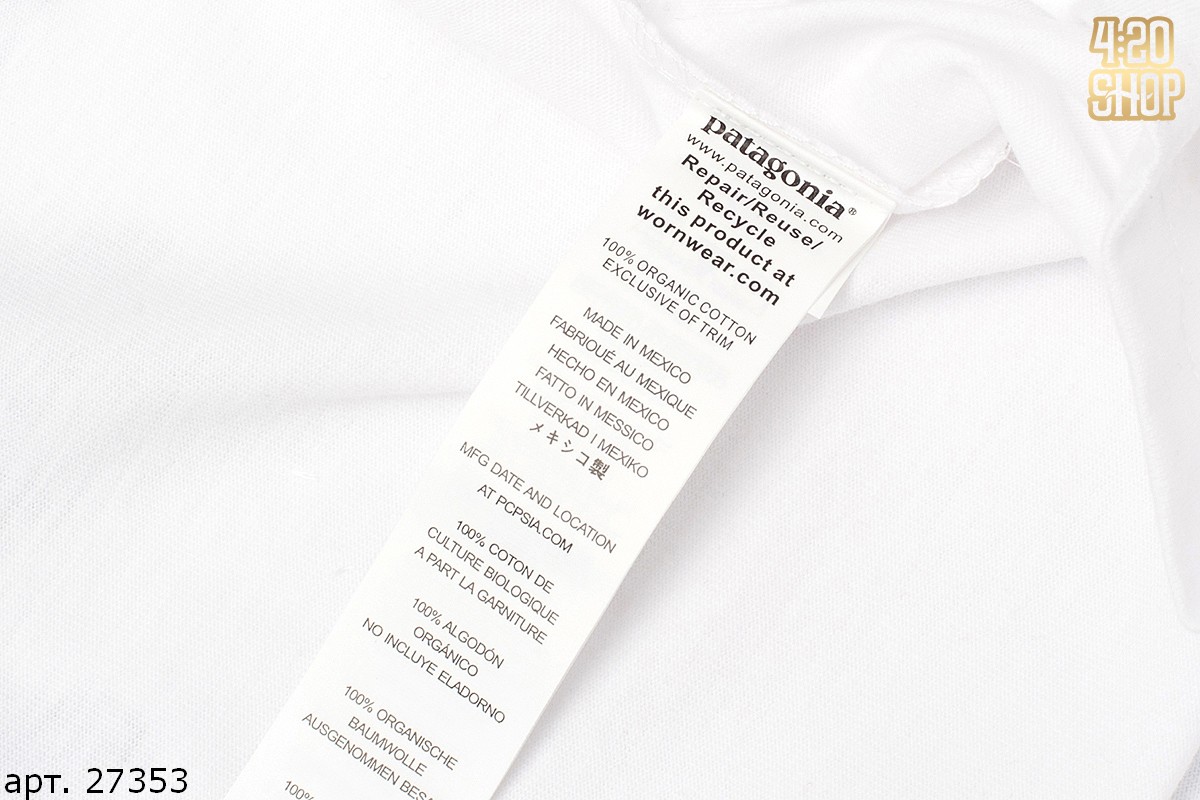 4:20
SHOP
patagonia®
www.patagonia.com
Repair/Reuse/
Recycle
this product at
wornwear.com
100% ORGANIC COTTON
EXCLUSIVE OF TRIM
MADE IN MEXICO
FABRIQUÉ AU MEXIQUE
HECHO EN MEXICO
FATTO IN MESSICO
TILLVERKAD I MEXIKO
メキシコ製
MFG DATE AND LOCATION
AT PCPSIA.COM
100% COTON DE
CULTURE BIOLOGIQUE
A PART LA GARNITURE
100% ALGODÓN
ORGÁNICO
NO INCLUYE ELADORNO
100% ORGANISCHE
BAUMWOLLE
AUSGENOMMEN BESA
100%
арт. 27353